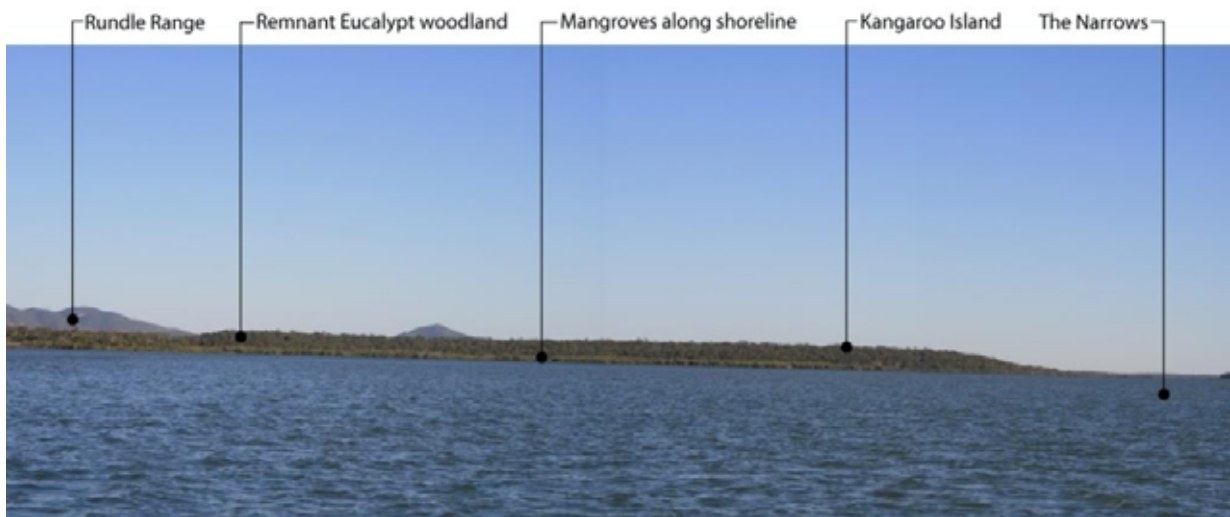 Rundle Range
Remnant Eucalypt woodland
Mangroves along shoreline
Kangaroo Island
The Narrows